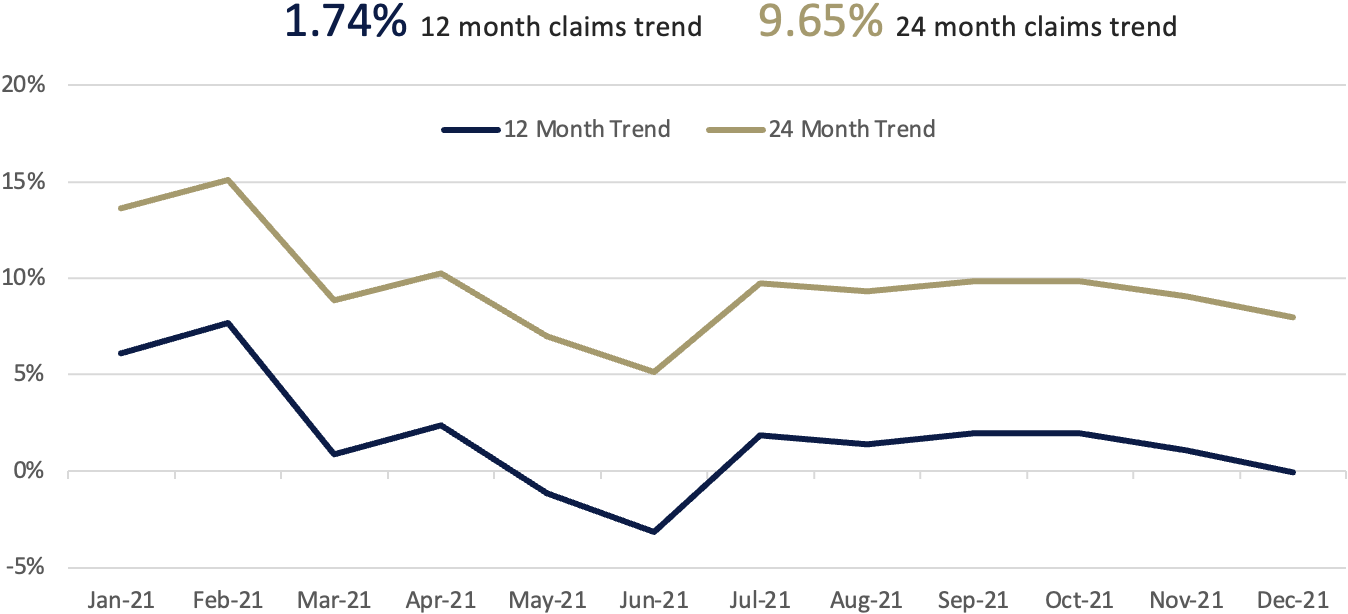 1.74% 12 month claims trend 9.65% 24 month claims trend
20%
12 Month Trend 24 Month Trend
15%
10%
5%
0%
-5%
Jan-21 Feb-21 Mar-21 Apr-21 May-21 Jun-21 Jul-21 Aug-21 Sep-21 Oct-21 Nov-21 Dec-21